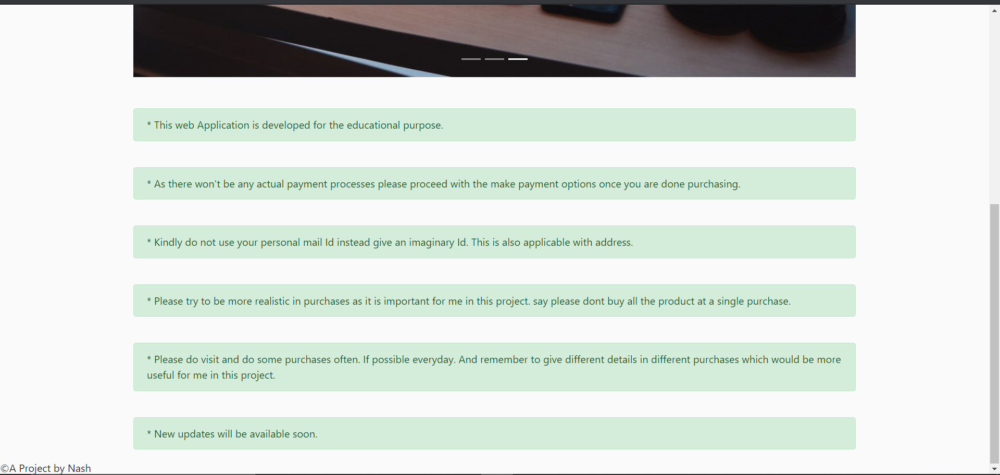 * This web Application is developed for the educational purpose.
* As there won't be any actual payment processes please proceed with the make payment options once you are done purchasing.
* Kindly do not use your personal mail Id instead give an imaginary Id. This is also applicable with address.
* Please try to be more realistic in purchases as it is important for me in this project. say please dont buy all the product at a single purchase.
* Please do visit and do some purchases often. If possible everyday. And remember to give different details in different purchases which would be more
useful for me in this project.
* New updates will be available soon.
©A Project by Nash